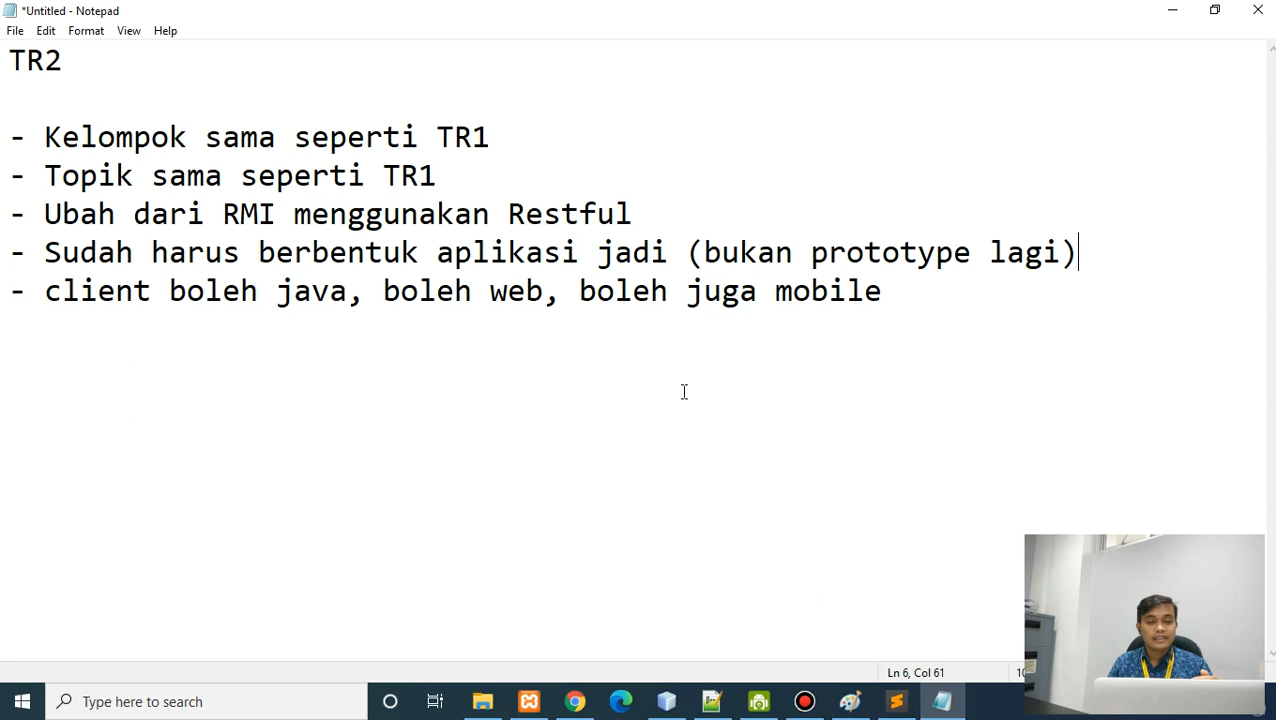 *Untitled - Notepad
File Edit Format View Help
TR2
- Kelompok sama seperti TR1
- Topik sama seperti TR1
- Ubah dari RMI menggunakan Restful
- Sudah harus berbentuk aplikasi jadi (bukan prototype lagi)
- client boleh java, boleh web, boleh juga mobile
Ln 6, Col 61
Type here to search